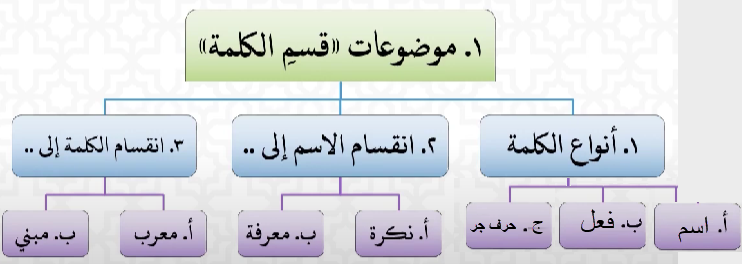 ١. موضوعات «قسمِ الكلمة»
١. أنواع الكلمة
٢. انقسام الاسم إلى ..
٣. انقسام الكلمة إلى ..
أ. اسم
ب. فعل
ج. حرف جر
أ. نكرة
ب. معرفة
أ. معرب
ب. مبني